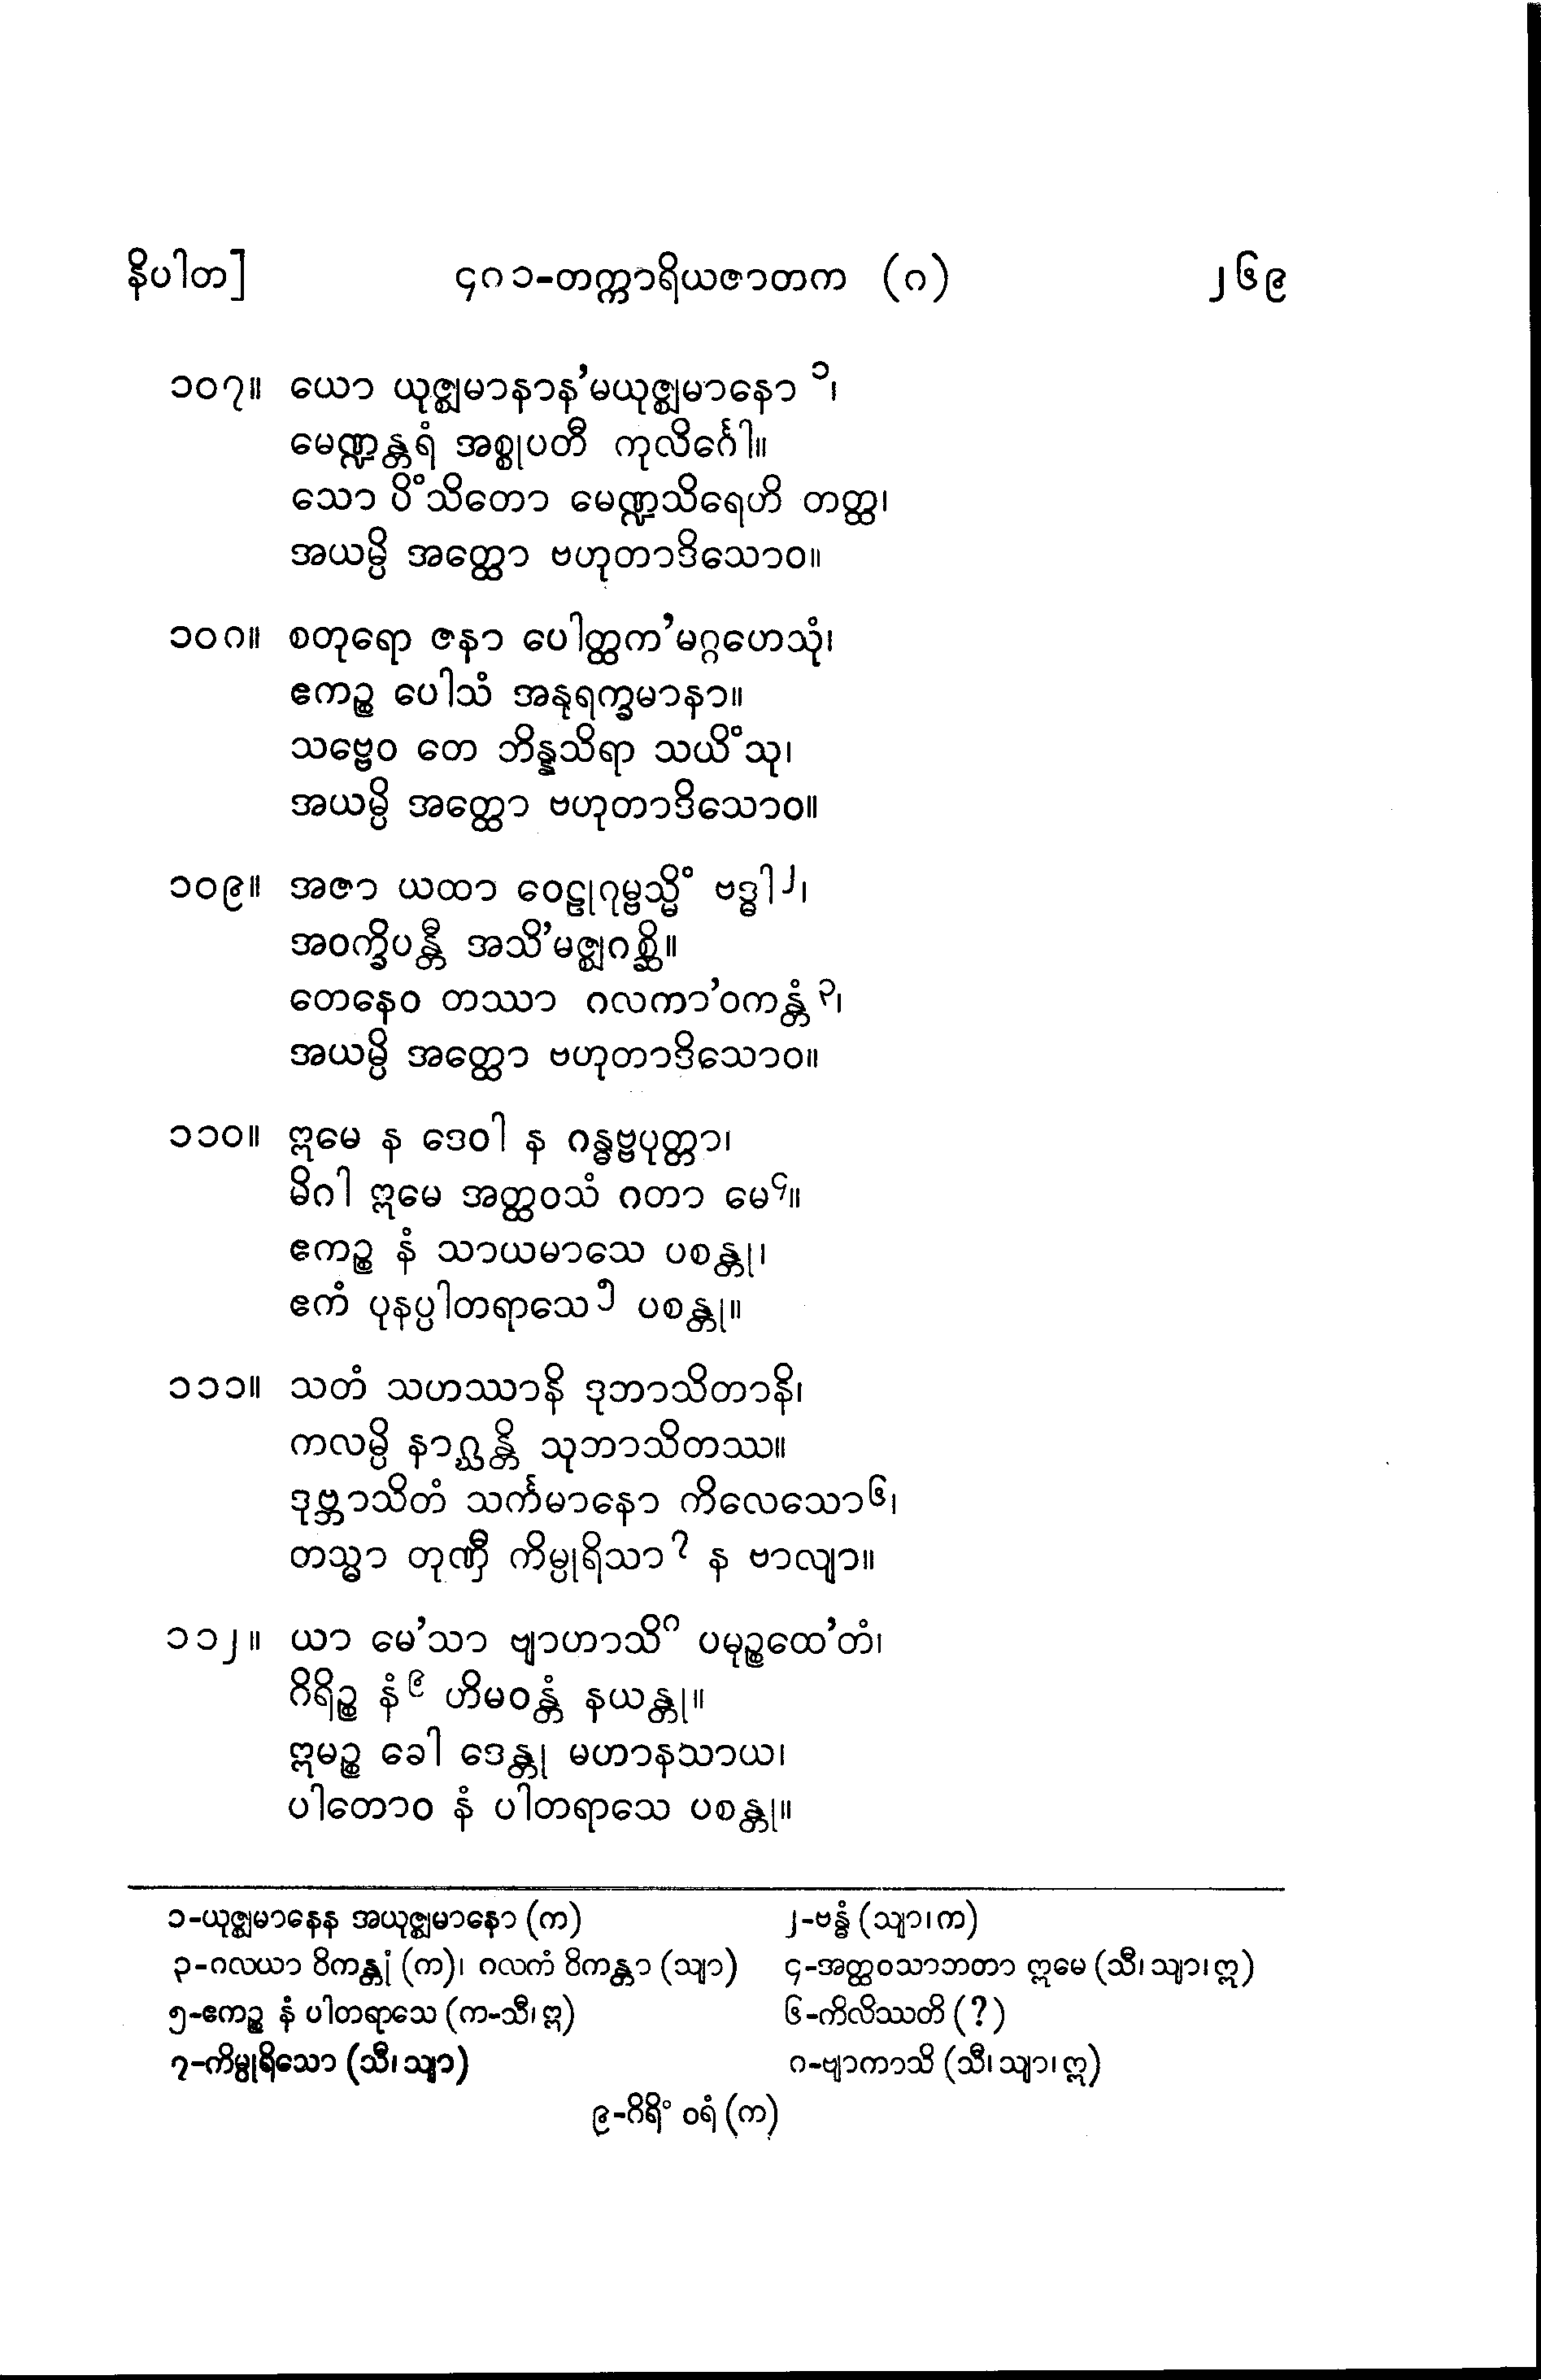 နိပါတ] ၄၈၁-တက္ကာရိယဇာတက (၈) ၂၆၉
၁၀၇။ ယော ယုဇ္ဈမာနာန’မယုဇ္ဈမာနော ၁၊
မေဏ္ဍန္တရံ အစ္စုပတီ ကုလိင်္ဂေါ။
သော ပိံသိတော မေဏ္ဍသိရေဟိ တတ္ထ၊
အယမ္ပိ အတ္ထော ဗဟုတာဒိသောဝ။
၁၀၈။ စတုရော ဇနာ ပေါတ္ထက’မဂ္ဂဟေသုံ၊
ဧကဉ္စ ပေါသံ အနုရက္ခမာနာ။
သဗ္ဗေဝ တေ ဘိန္နသိရာ သယိံသု၊
အယမ္ပိ အတ္ထော ဗဟုတာဒိသောဝ။
၁၀၉။ အဇာ ယထာ ဝေဠုဂုမ္ဗသ္မိံ ဗဒ္ဓါ၂၊
အဝက္ခိပန္တီ အသိ’မဇ္ဈဂစ္ဆိ။
တေနေဝ တဿာ ဂလကာ’ဝကန္တံ ၃၊
အယမ္ပိ အတ္ထော ဗဟုတာဒိသောဝ။
၁၁၀။ ဣမေ န ဒေဝါ န ဂန္ဓဗ္ဗပုတ္တာ၊
မိဂါ ဣမေ အတ္ထဝသံ ဂတာ မေ၄။
ဧကဉ္စ နံ သာယမာသေ ပစန္တု၊
ဧကံ ပုနပ္ပါတရာသေ၅ ပစန္တု။
၁၁၁။ သတံ သဟဿာနိ ဒုဘာသိတာနိ၊
ကလမ္ပိ နာဂ္ဃန္တိ သုဘာသိတဿ။
ဒုဗ္ဘာသိတံ သင်္ကမာနော ကိလေသော၆၊
တသ္မာ တုဏှီ ကိမ္ပုရိသာ၇ န ဗာလျာ။
၁၁၂။ ယာ မေ’သာ ဗျာဟာသိ၈ ပမုဉ္စထေ’တံ၊
ဂိရိဉ္စ နံ၉ ဟိမဝန္တံ နယန္တု။
ဣမဉ္စ ခေါ ဒေန္တု မဟာနသာယ၊
ပါတောဝ နံ ပါတရာသေ ပစန္တု။
၁-ယုဇ္ဈမာနေန အယုဇ္ဈမာနော (က) ၂-ဗန္ဓံ (သျာ၊က)
၃-ဂလယာ ဝိကန္တုံ (က)၊ ဂလကံ ဝိကန္တာ (သျာ) ၄-အတ္ထဝသာဘတာ ဣမေ (သီ၊သျာ၊ဣ)
၅-ဧကဉ္စ နံ ပါတရာသေ (က-သီ၊ဣ) ၆-ကိလိဿတိ (?)
၇-ကိမ္ပုရိသော (သီ၊သျာ) ၈-ဗျာကာသိ (သီ၊သျာ၊ဣ)
၉-ဂိရိံ ဝရံ (က)